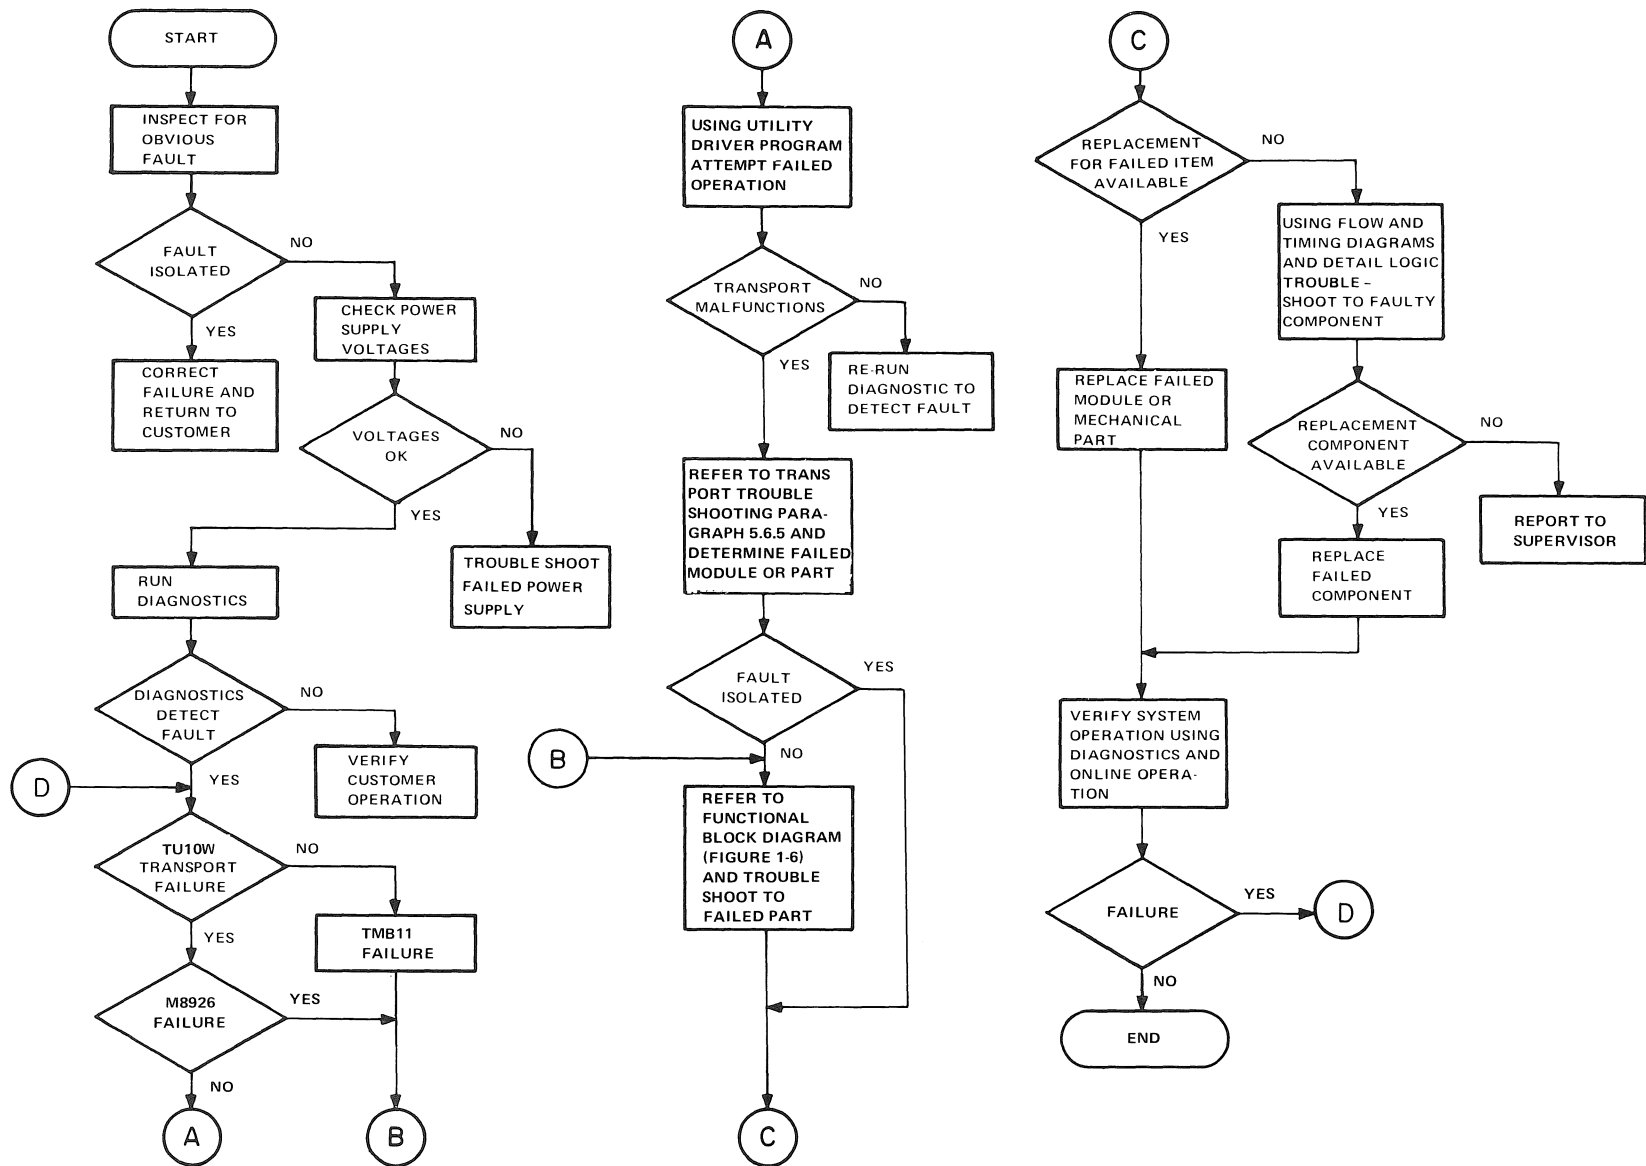 START
INSPECT FOR
OBVIOUS
FAULT
FAULT
ISOLATED
NO
YES
CHECK POWER
SUPPLY
VOLTAGES
CORRECT
FAILURE AND
RETURN TO
CUSTOMER
VOLTAGES
OK
NO
YES
TROUBLE SHOOT
FAILED POWER
SUPPLY
RUN
DIAGNOSTICS
DIAGNOSTICS
DETECT
FAULT
NO
YES
VERIFY
CUSTOMER
OPERATION
D
TU10W
TRANSPORT
FAILURE
NO
YES
TMB11
FAILURE
M8926
FAILURE
YES
NO
A
B
A
USING UTILITY
DRIVER PROGRAM
ATTEMPT FAILED
OPERATION
TRANSPORT
MALFUNCTIONS
NO
YES
RE-RUN
DIAGNOSTIC TO
DETECT FAULT
REFER TO TRANS
PORT TROUBLE
SHOOTING PARA-
GRAPH 5.6.5 AND
DETERMINE FAILED
MODULE OR PART
FAULT
ISOLATED
YES
NO
B
REFER TO
FUNCTIONAL
BLOCK DIAGRAM
(FIGURE 1-6)
AND TROUBLE
SHOOT TO
FAILED PART
C
C
REPLACEMENT
FOR FAILED ITEM
AVAILABLE
NO
YES
USING FLOW AND
TIMING DIAGRAMS
AND DETAIL LOGIC
TROUBLE-
SHOOT TO FAULTY
COMPONENT
REPLACE FAILED
MODULE OR
MECHANICAL
PART
REPLACEMENT
COMPONENT
AVAILABLE
NO
YES
REPORT TO
SUPERVISOR
REPLACE
FAILED
COMPONENT
VERIFY SYSTEM
OPERATION USING
DIAGNOSTICS AND
ONLINE OPERA-
TION
FAILURE
YES
D
NO
END